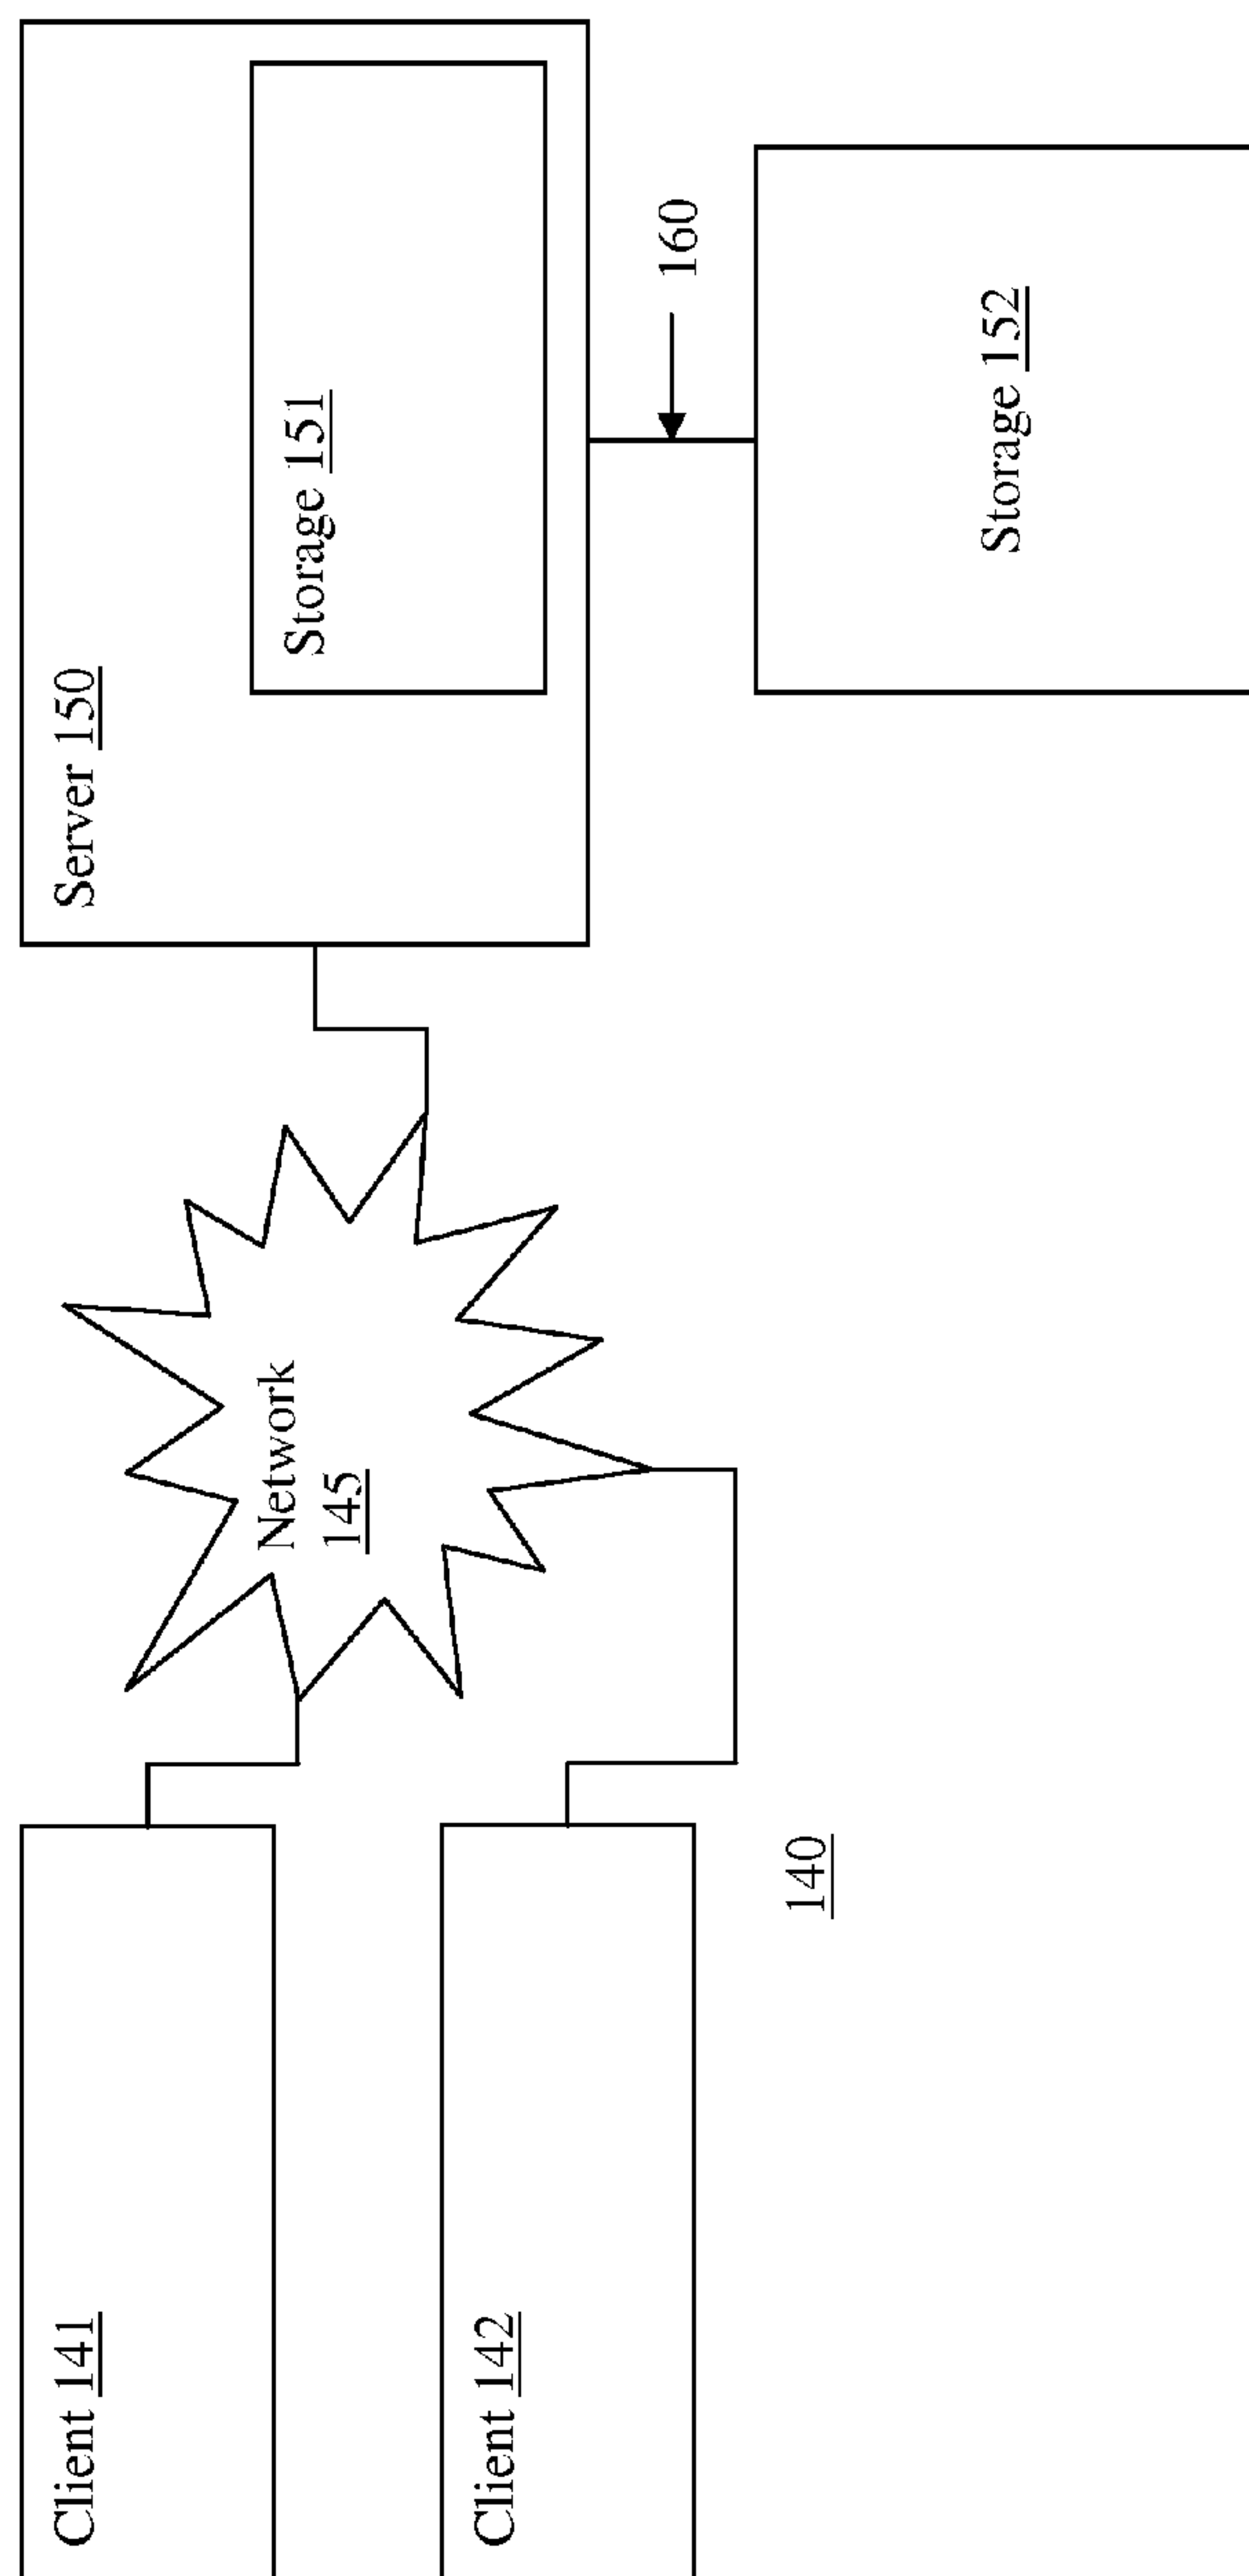 Client 141
Network
145
Server 150
Storage 151
Client 142
160
140
Storage 152